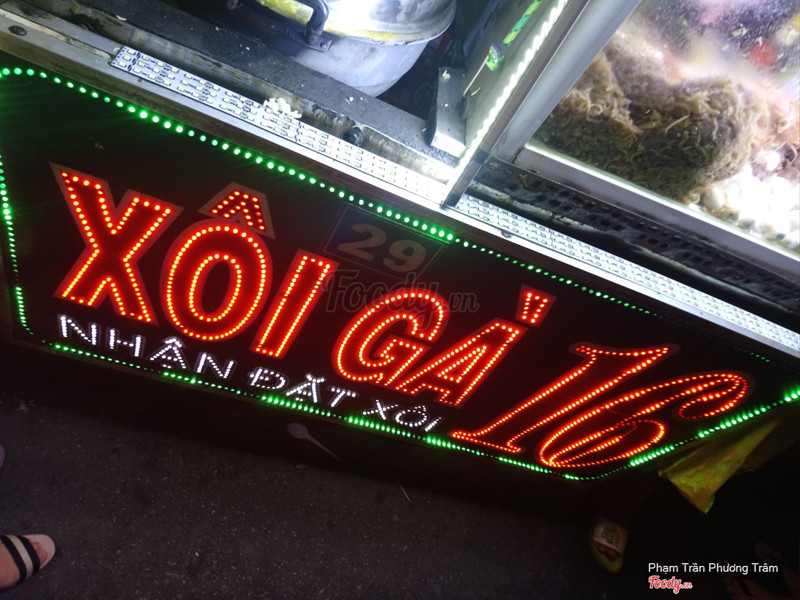 29
XÔI GÀ 16
NHẬN ĐẶT XÔI
Foody.vn
Phạm Trần Phương Trâm
Foody.vn